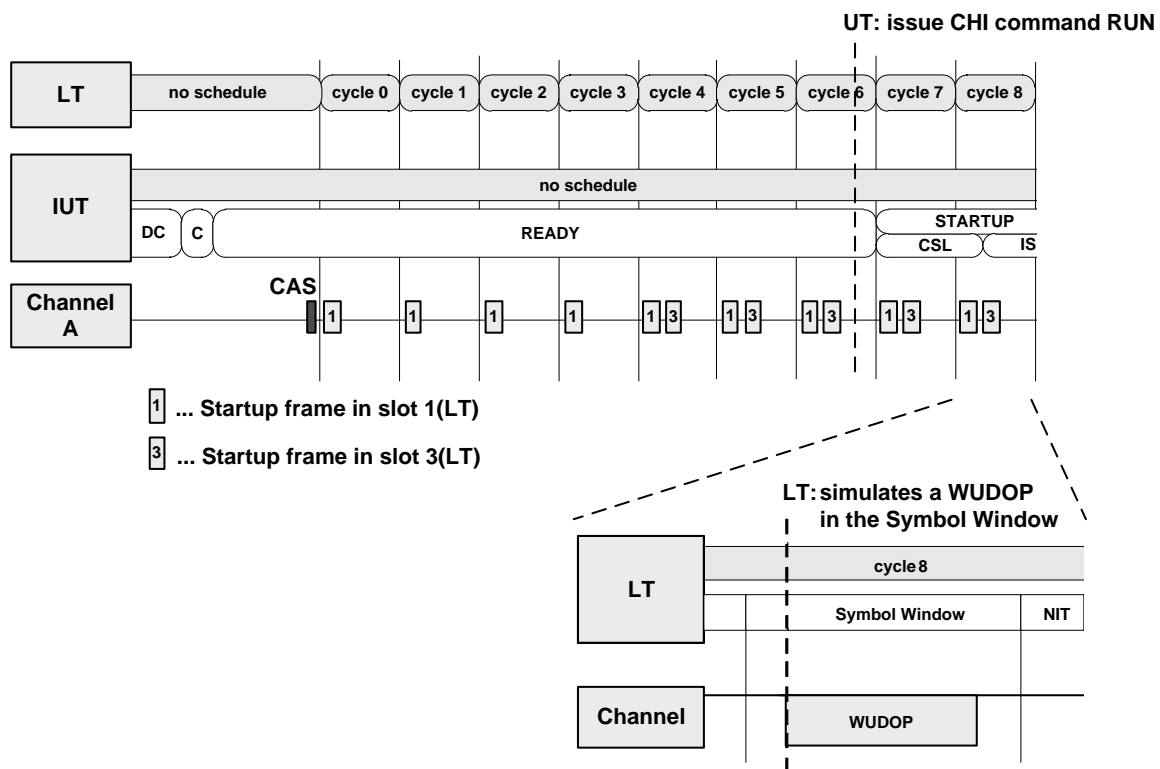 UT: issue CHI command RUN
LT
no schedule
cycle 0
cycle 1
cycle 2
cycle 3
cycle 4
cycle 5
cycle 6
cycle 7
cycle 8
IUT
no schedule
DC
C
READY
STARTUP
CSL
IS
Channel
A
CAS
1
1
1
1
1 3
1 3
1 3
1 3
1 3
1 ... Startup frame in slot 1(LT)
3 ... Startup frame in slot 3(LT)
LT: simulates a WUDOP
in the Symbol Window
LT
cycle 8
Symbol Window
NIT
Channel
WUDOP